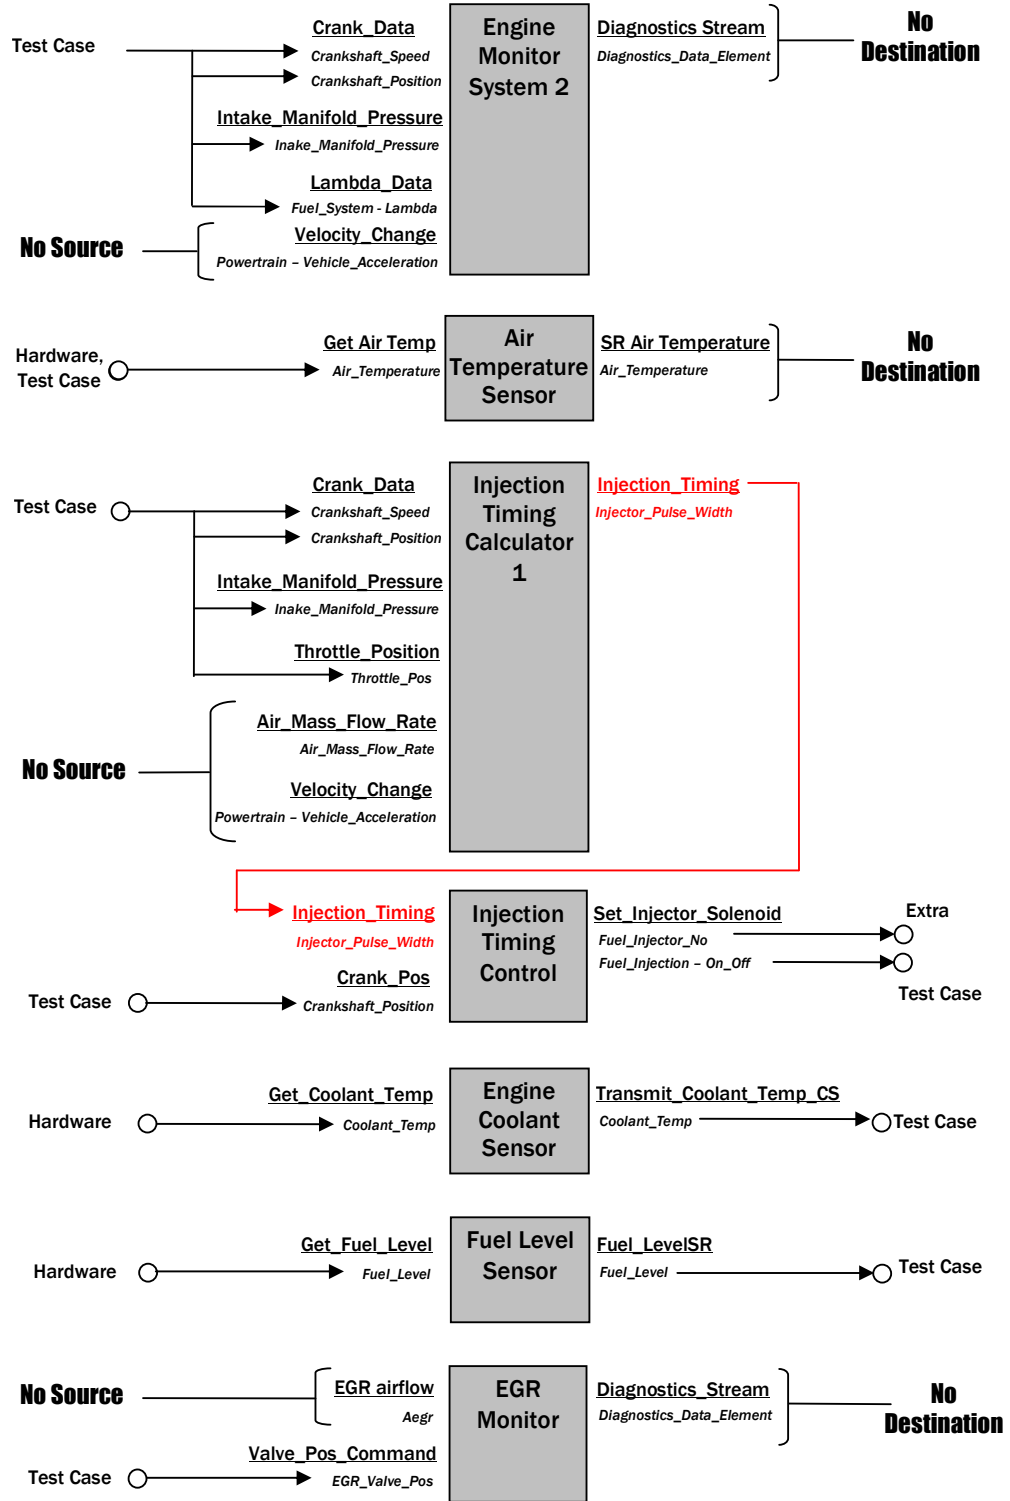 Test Case
Crank_Data
Crankshaft_Speed
Crankshaft_Position
Intake_Manifold_Pressure
Inake_Manifold_Pressure
Lambda_Data
Fuel_System - Lambda
No Source
Velocity_Change
Powertrain – Vehicle_Acceleration
Engine
Monitor
System 2
Diagnostics Stream
Diagnostics_Data_Element
No
Destination
Hardware,
Test Case
Get Air Temp
Air_Temperature
Air
Temperature
Sensor
SR Air Temperature
Air_Temperature
No
Destination
Test Case
Crank_Data
Crankshaft_Speed
Crankshaft_Position
Intake_Manifold_Pressure
Inake_Manifold_Pressure
Throttle_Position
Throttle_Pos
No Source
Air_Mass_Flow_Rate
Air_Mass_Flow_Rate
Velocity_Change
Powertrain – Vehicle_Acceleration
Injection
Timing
Calculator
1
Injection_Timing
Injector_Pulse_Width
Injection_Timing
Injector_Pulse_Width
Test Case
Crank_Pos
Crankshaft_Position
Injection
Timing
Control
Set_Injector_Solenoid
Fuel_Injector_No
Fuel_Injection – On_Off
Extra
Test Case
Hardware
Get_Coolant_Temp
Coolant_Temp
Engine
Coolant
Sensor
Transmit_Coolant_Temp_CS
Coolant_Temp
Test Case
Hardware
Get_Fuel_Level
Fuel_Level
Fuel Level
Sensor
Fuel_LevelSR
Fuel_Level
Test Case
No Source
EGR airflow
Aegr
Test Case
Valve_Pos_Command
EGR_Valve_Pos
EGR
Monitor
Diagnostics_Stream
Diagnostics_Data_Element
No
Destination